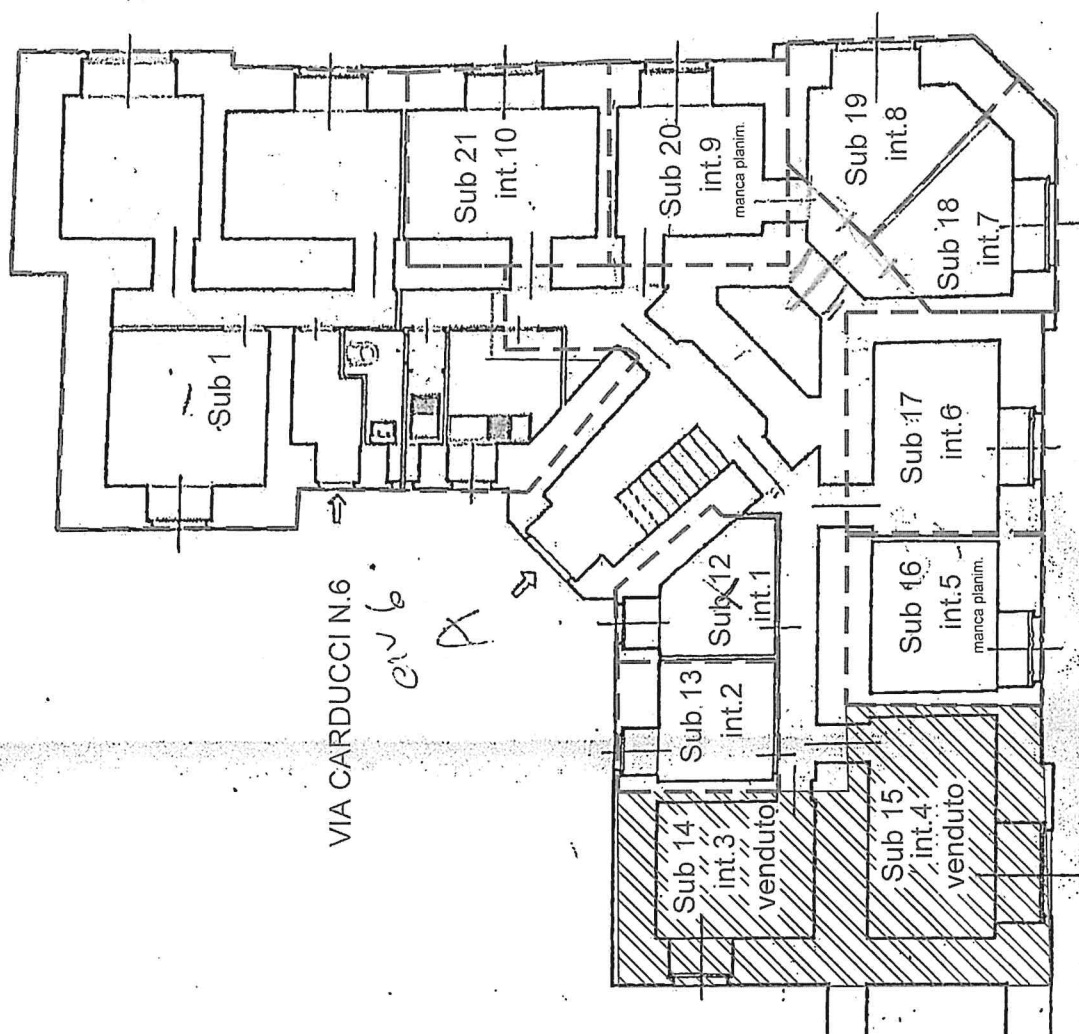 VIA CARDUCCI N.6
Sub 1
Sub 21
int.10
Sub 20
int.9
manca planim.
Sub 19
int.8
Sub 18
int.7
Sub 17
int.6
Sub 16
int.5
manca planim.
Sub 15
int.4
venduto
Sub 14
int.3
venduto
Sub 13
int.2
Sub 12
int.1